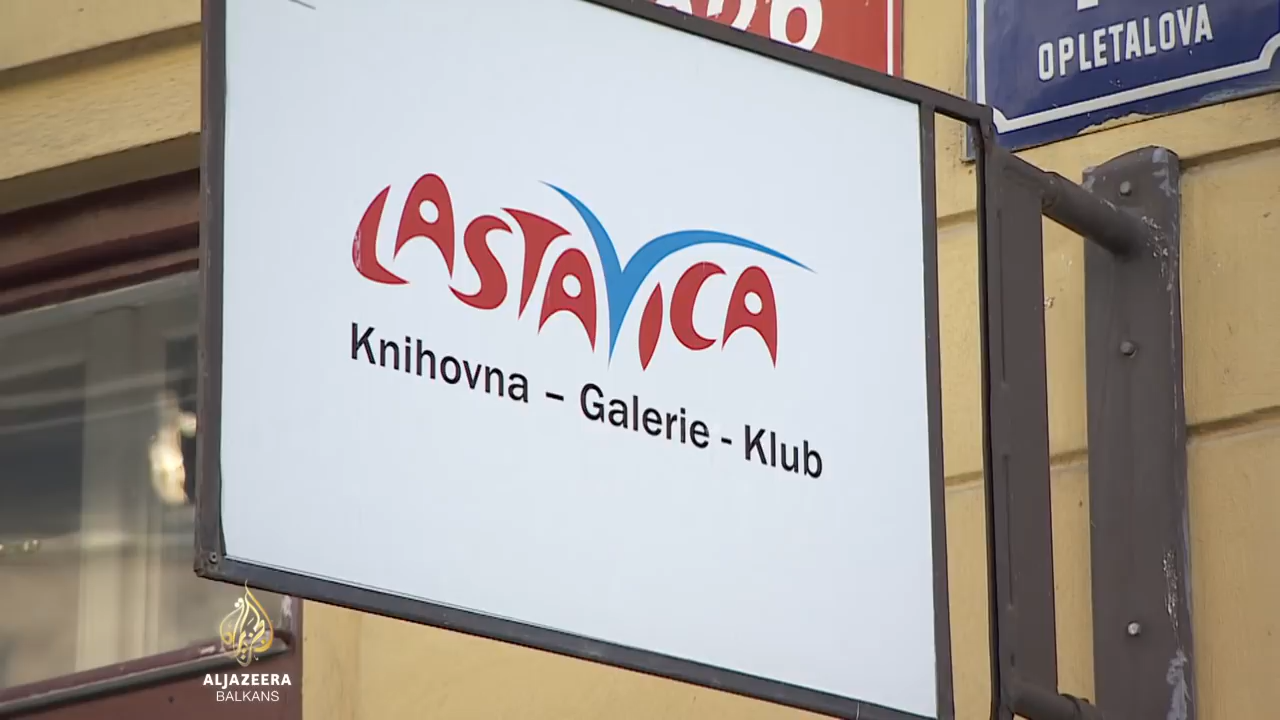 OPLETALOVA
LASTAVICA
Knihovna – Galerie - Klub
ALJAZEERA
BALKANS